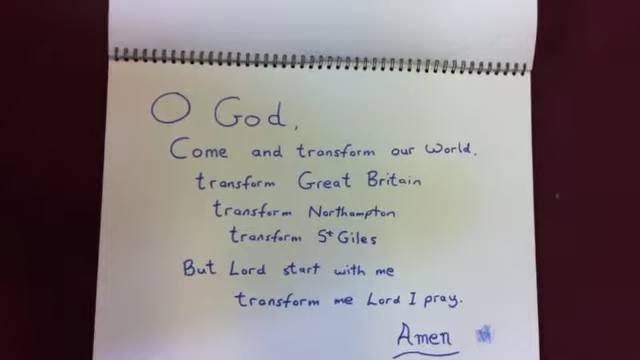 O God,
Come and transform our World,
transform Great Britain
transform Northampton
transform St Giles
But Lord start with me
transform me Lord I pray.
Amen